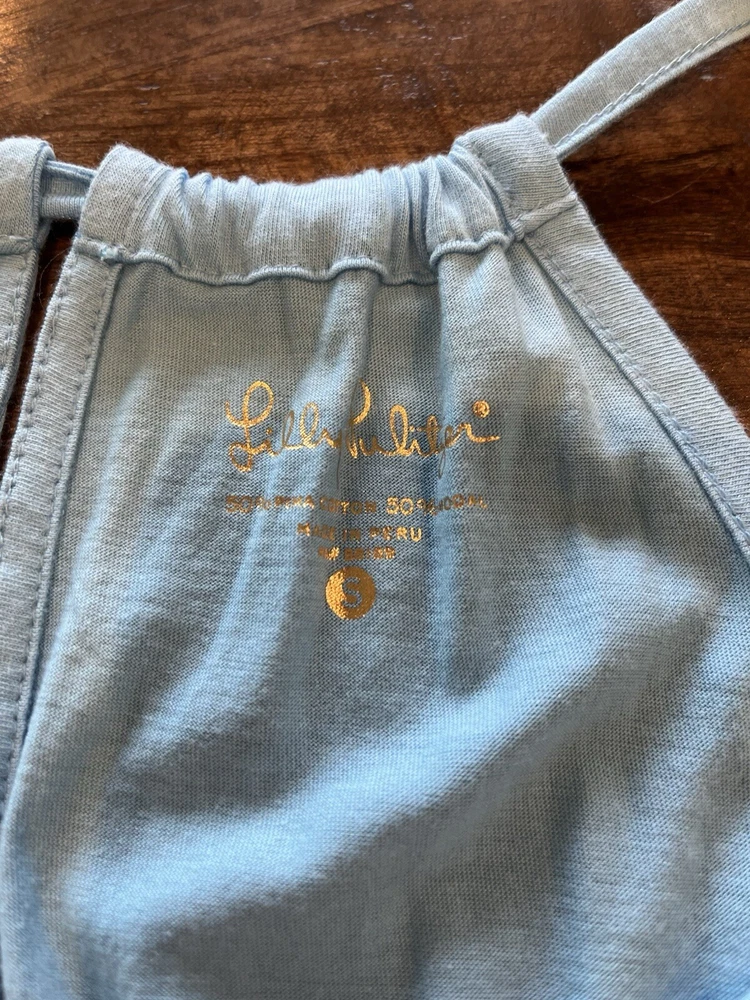 Lilly Pulitzer®
50% PIMA COTTON 50% MODAL
MADE IN PERU
S